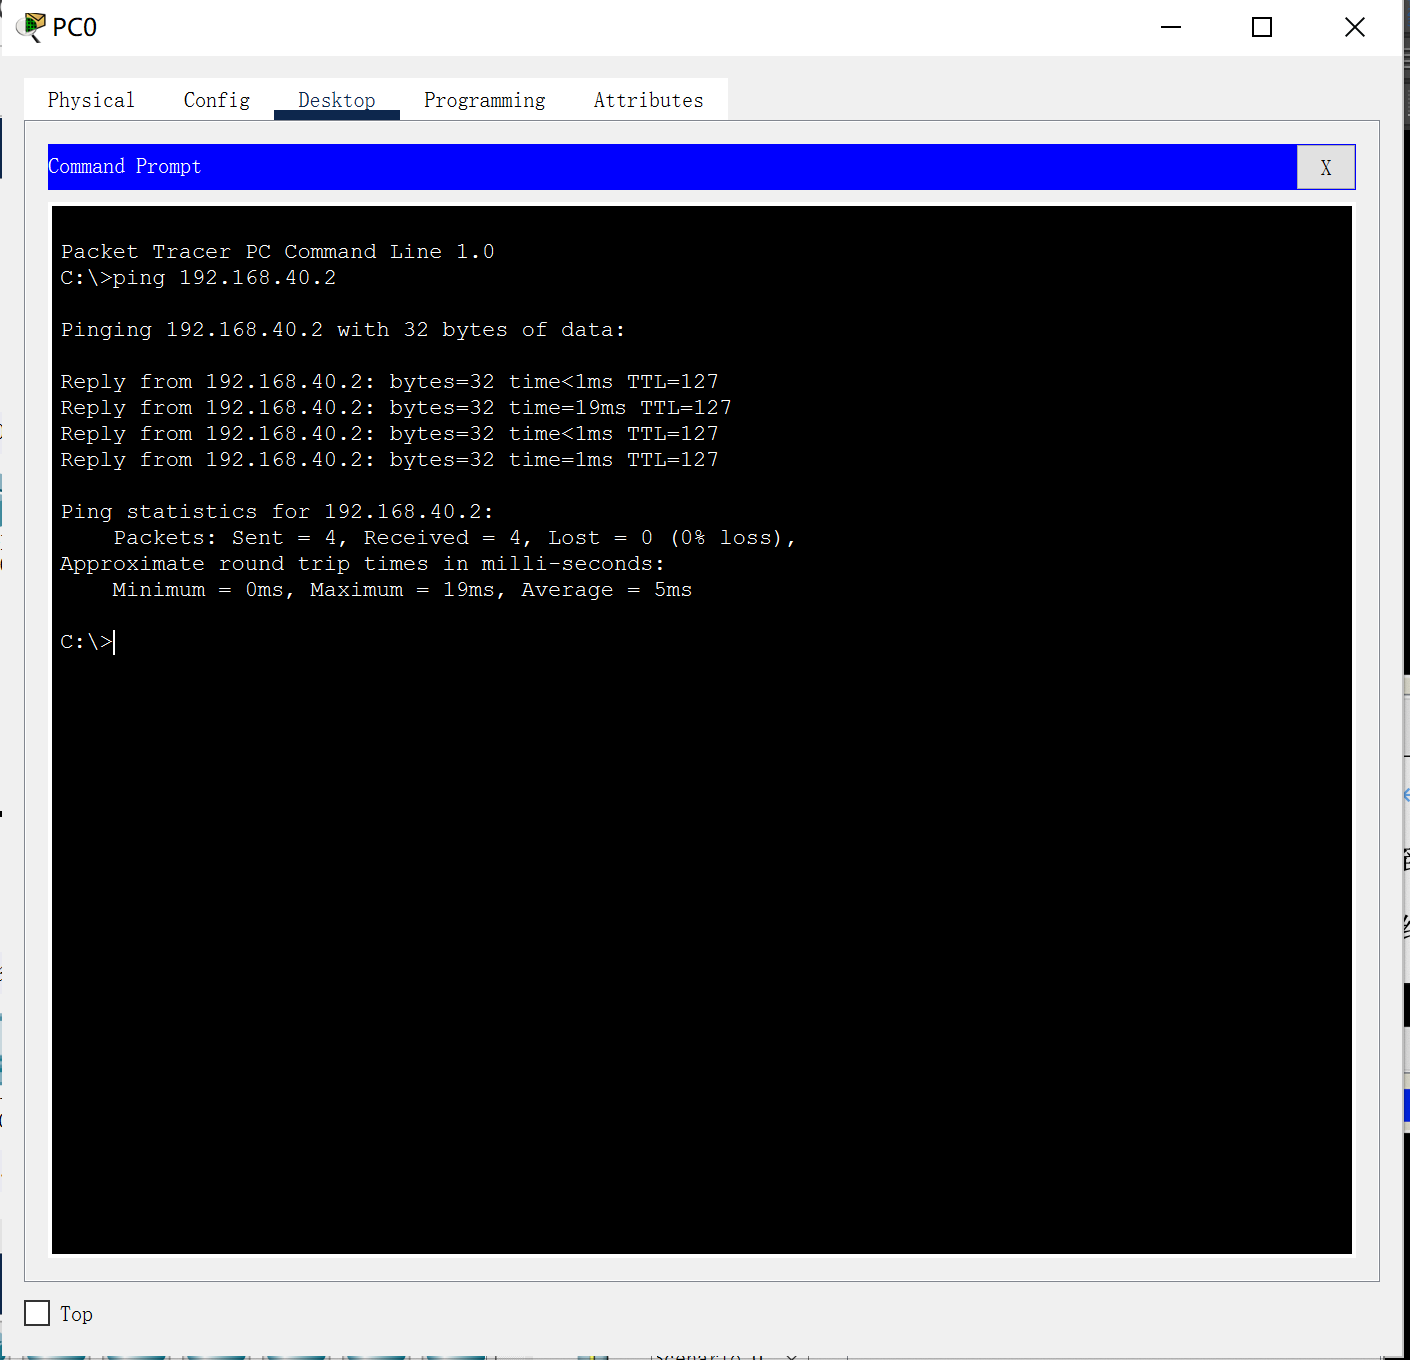 PC0
Physical Config Desktop Programming Attributes
Command Prompt X
Packet Tracer PC Command Line 1.0
C:\>ping 192.168.40.2
Pinging 192.168.40.2 with 32 bytes of data:
Reply from 192.168.40.2: bytes=32 time<1ms TTL=127
Reply from 192.168.40.2: bytes=32 time=19ms TTL=127
Reply from 192.168.40.2: bytes=32 time<1ms TTL=127
Reply from 192.168.40.2: bytes=32 time=1ms TTL=127
Ping statistics for 192.168.40.2:
Packets: Sent = 4, Received = 4, Lost = 0 (0% loss),
Approximate round trip times in milli-seconds:
Minimum = 0ms, Maximum = 19ms, Average = 5ms
C:\>
Top